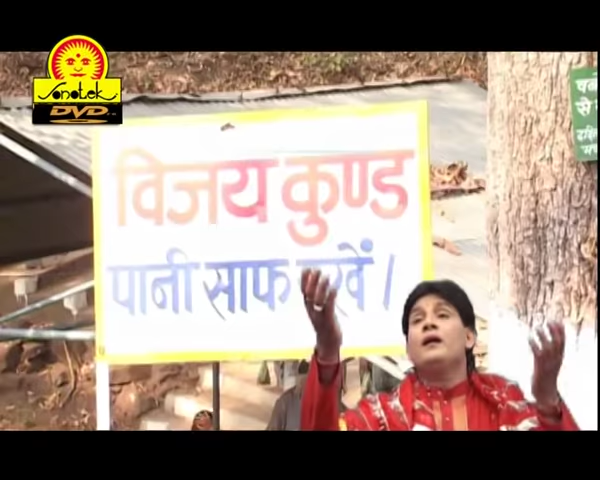 Sonotek
DVD
विजय कुण्ड
पानी साफ रखें।
से